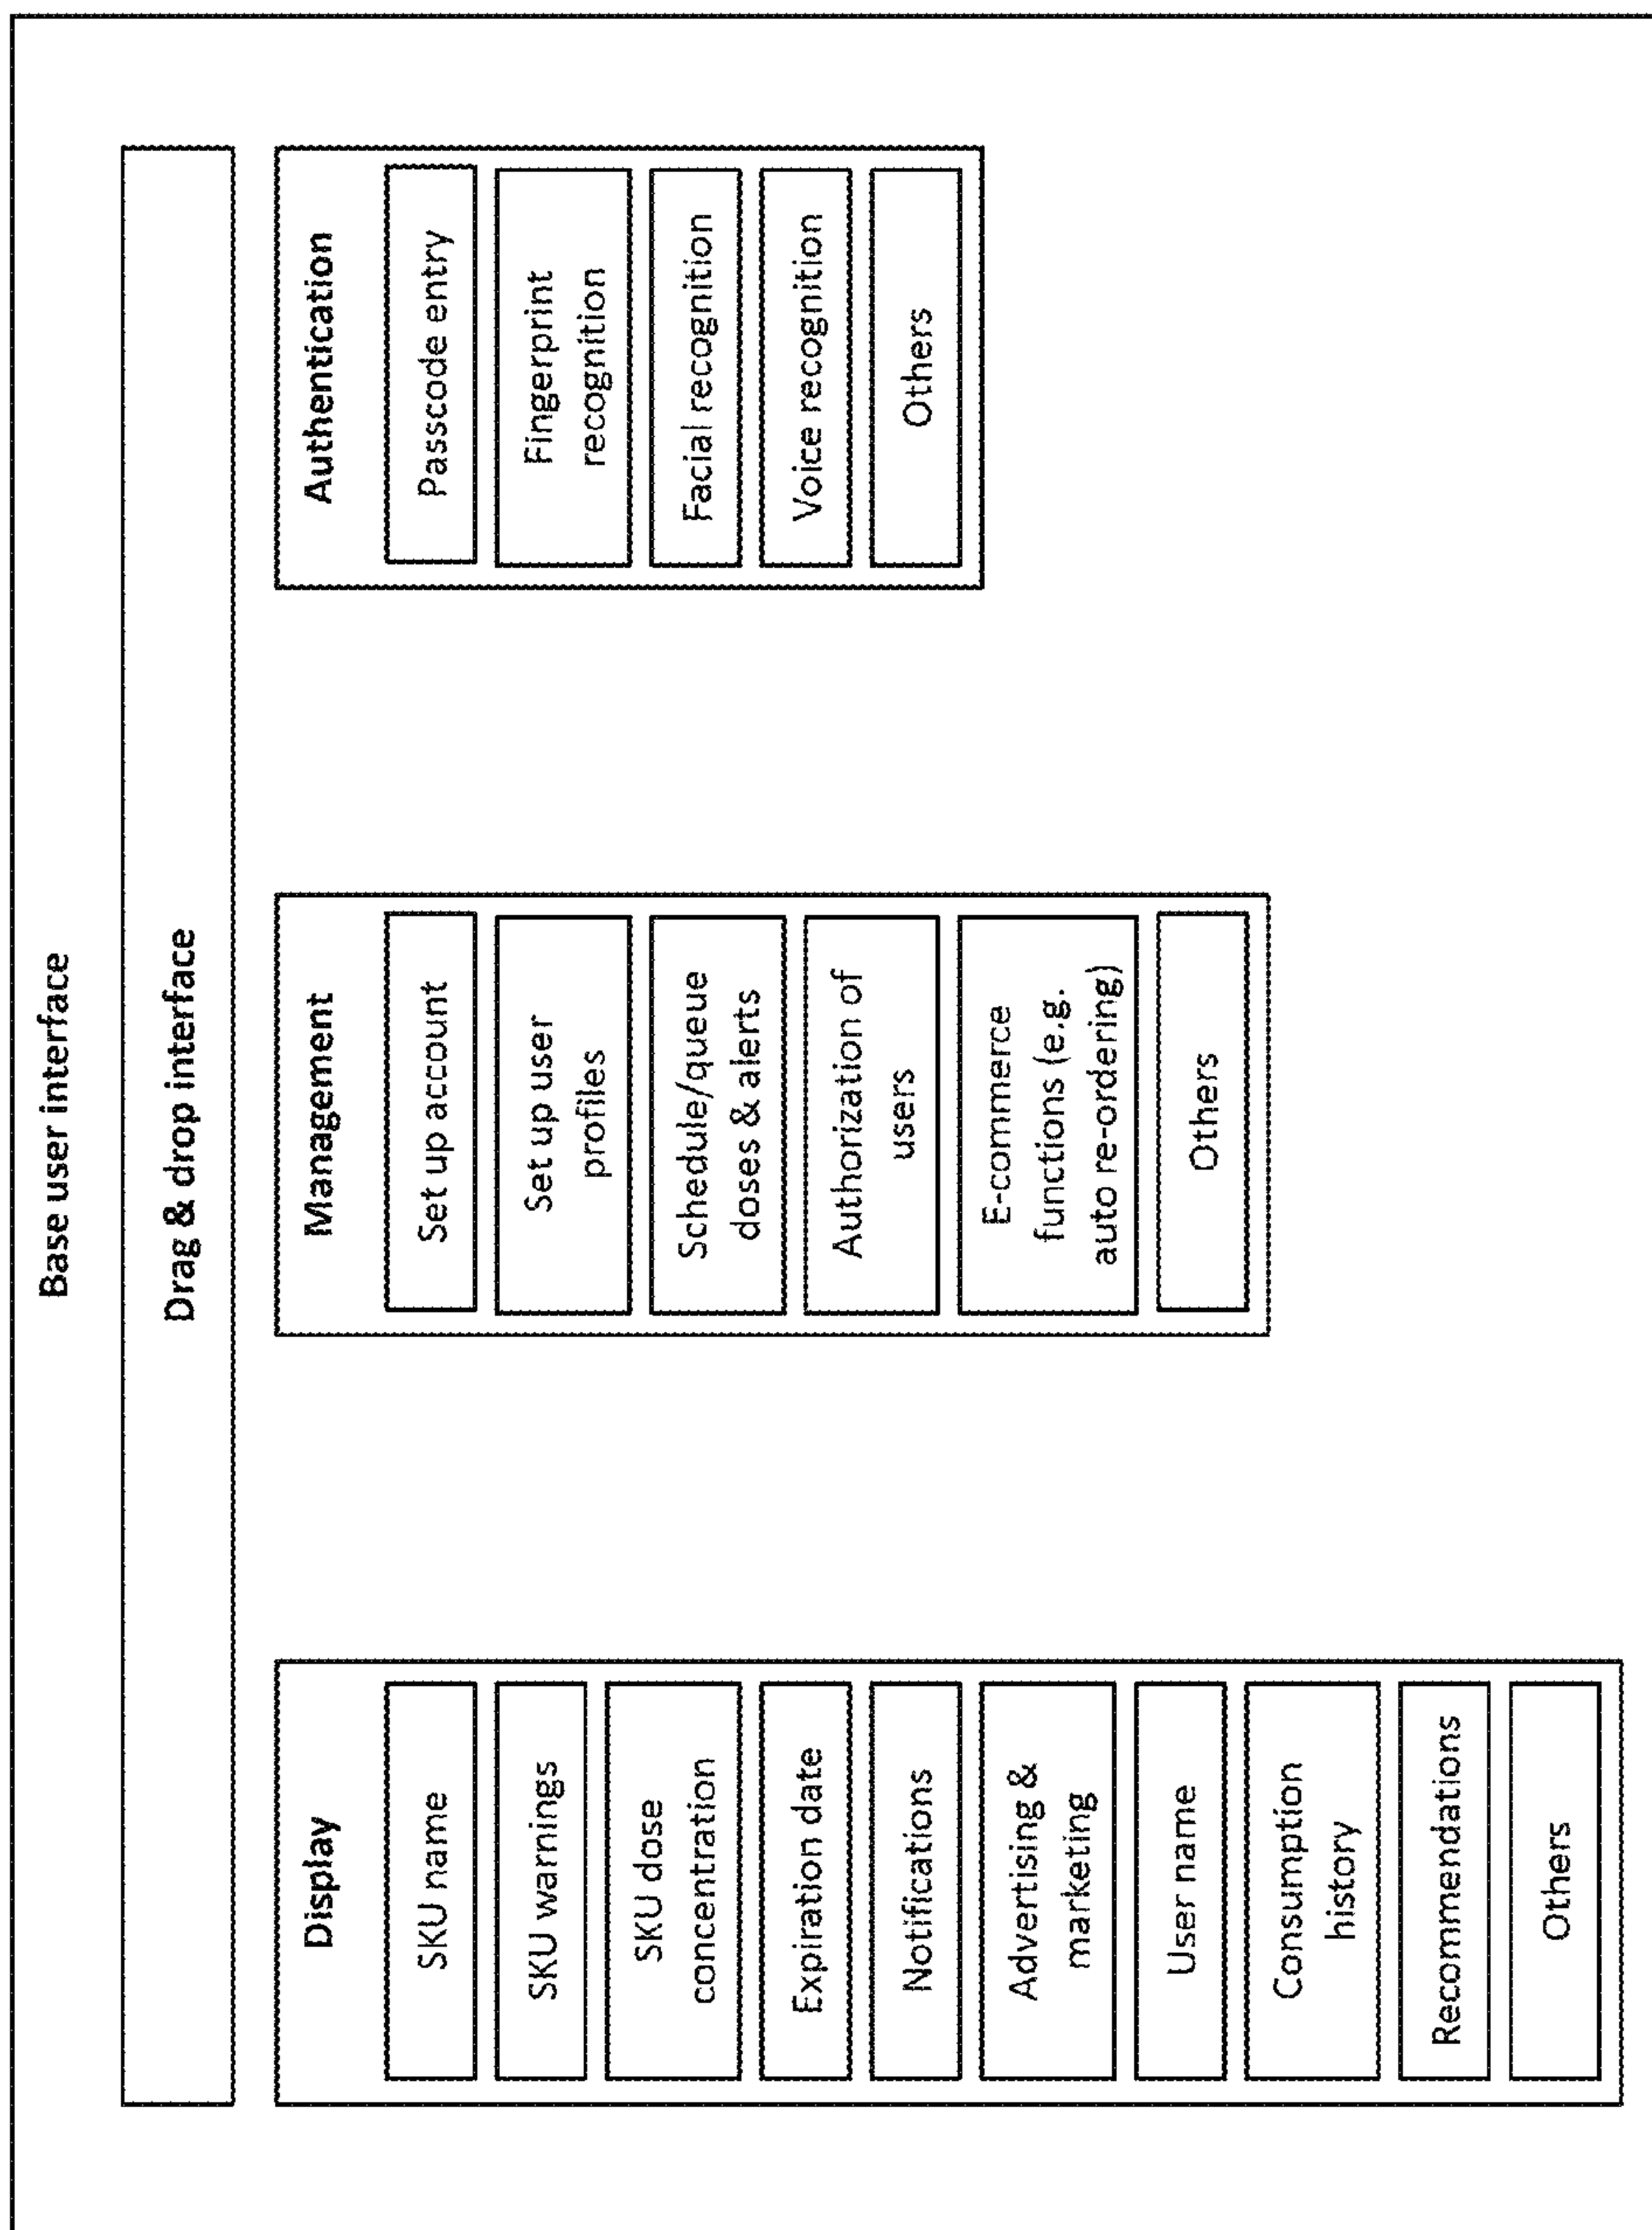 Base user interface
Drag & drop interface
Display
SKU name
SKU warnings
SKU dose
concentration
Expiration date
Notifications
Advertising &
marketing
User name
Consumption
history
Recommendations
Others
Management
Set up account
Set up user
profiles
Schedule/queue
doses & alerts
Authorization of
users
E-commerce
functions (e.g.
auto re-ordering)
Others
Authentication
Passcode entry
Fingerprint
recognition
Facial recognition
Voice recognition
Others